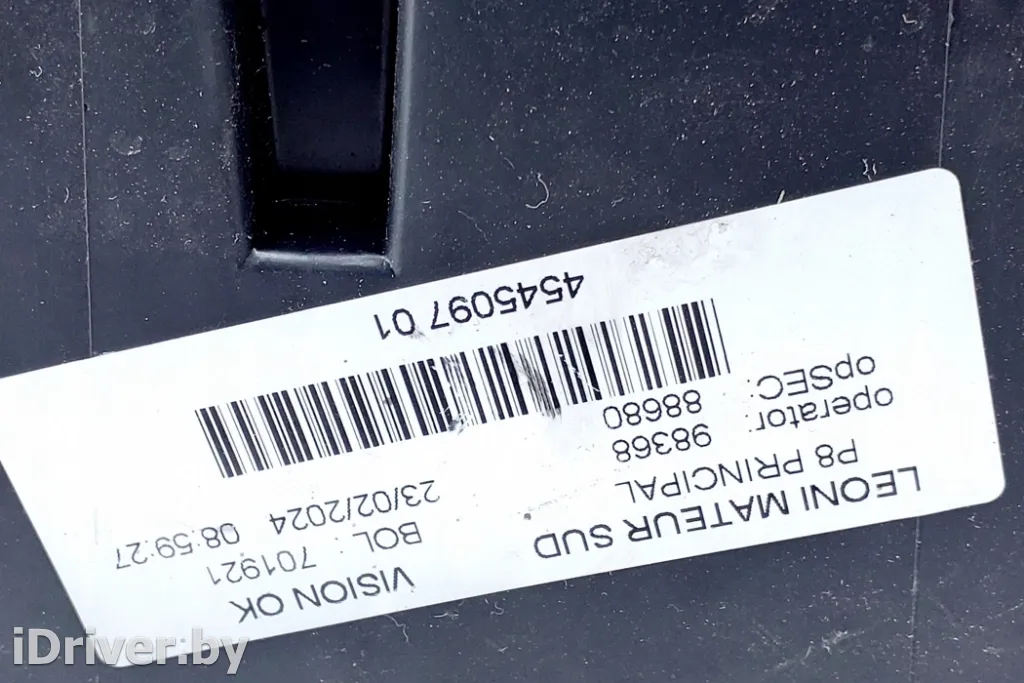 LEONI MATEUR SUD VISION OK
P8 PRINCIPAL BOL : 701921
operator: 98368 23/02/2024 08:59:27
opSEC: 88680
4545097 01
iDriver.by